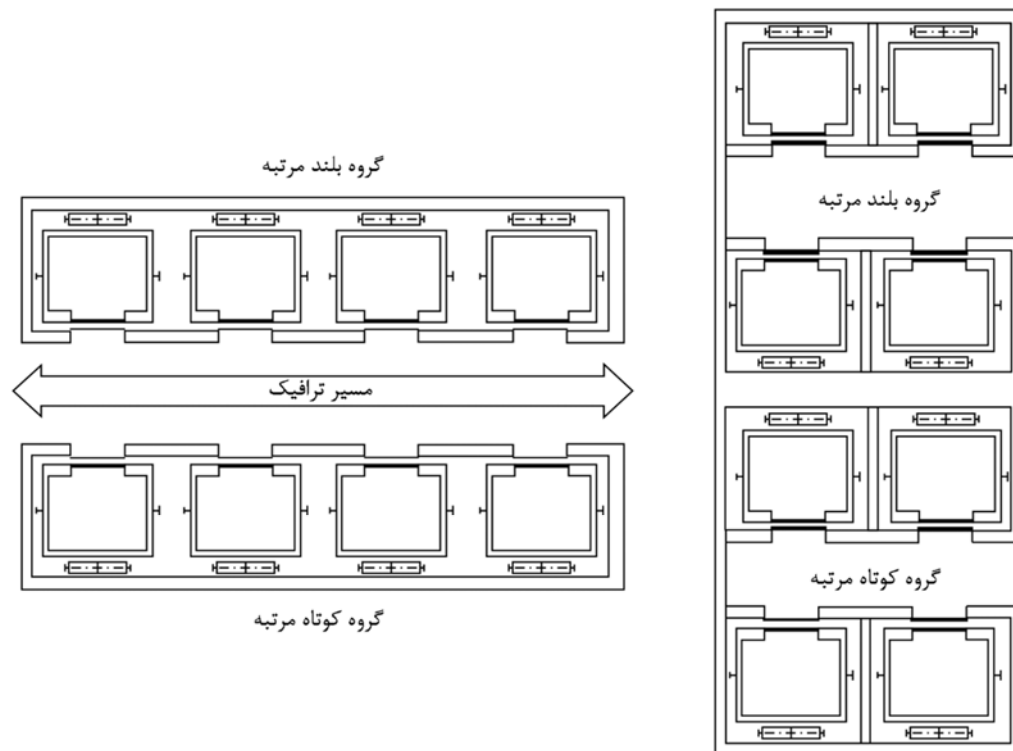 گروه بلند مرتبه
گروه بلند مرتبه
مسیر ترافیک
گروه کوتاه مرتبه
گروه کوتاه مرتبه